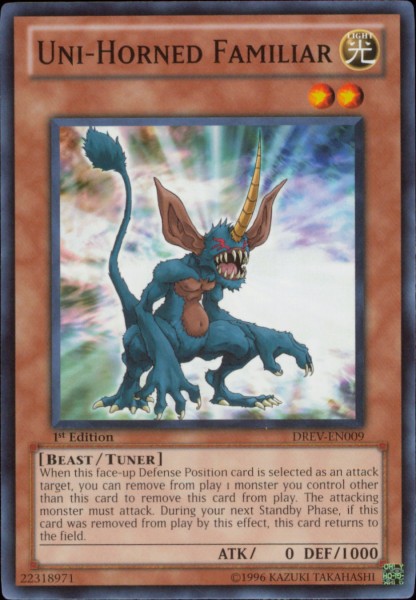 UNI-HORNED FAMILIAR
LIGHT
光
1st Edition
DREV-EN009
[BEAST / TUNER]
When this face-up Defense Position card is selected as an attack
target, you can remove from play 1 monster you control other
than this card to remove this card from play. The attacking
monster must attack. During your next Standby Phase, if this
card was removed from play by this effect, this card returns to
the field.
ATK / 0 DEF/1000
22318971
©1996 KAZUKI TAKAHASHI